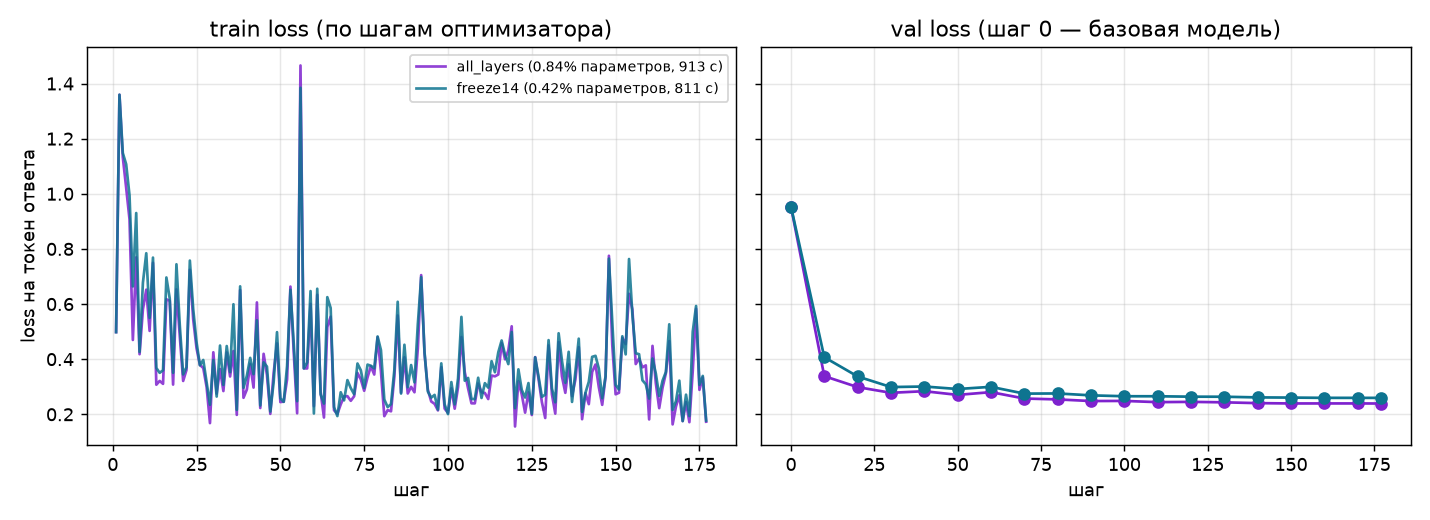 train loss (по шагам оптимизатора)
all_layers (0.84% параметров, 913 с)
freeze14 (0.42% параметров, 811 с)
loss на токен ответа
1.4
1.2
1.0
0.8
0.6
0.4
0.2
0 25 50 75 100 125 150 175
шаг
val loss (шаг 0 — базовая модель)
0 25 50 75 100 125 150 175
шаг